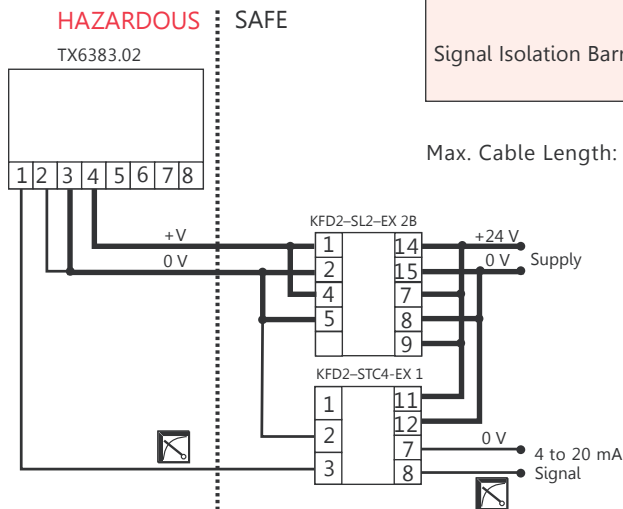 HAZARDOUS SAFE
TX6383.02
Signal Isolation Barr
Max. Cable Length:
1 2 3 4 5 6 7 8
KFD2–SL2–EX 2B
+V 1 14 +24 V
0 V 2 15 0 V Supply
4 7
5 8
9
KFD2–STC4-EX 1
1 11
2 12
7 0 V
3 8 4 to 20 mA
Signal